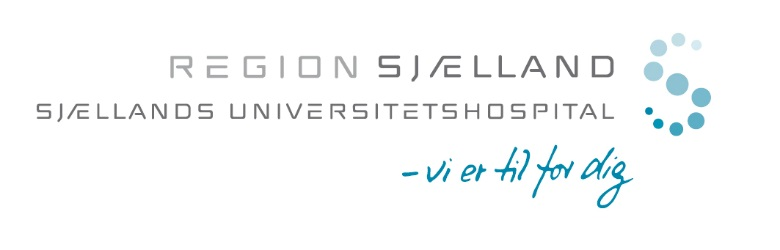 REGION SJÆLLAND
SJÆLLANDS UNIVERSITETSHOSPITAL
- vi er til for dig